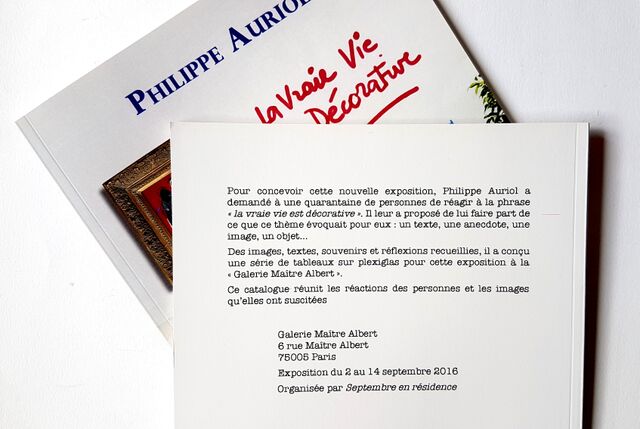 PHILIPPE AURIOL
la vraie Vie
Décorative
Pour concevoir cette nouvelle exposition, Philippe Auriol a
demandé à une quarantaine de personnes de réagir à la phrase
« la vraie vie est décorative ». Il leur a proposé de lui faire part de
ce que ce thème évoquait pour eux : un texte, une anecdote, une
image, un objet...
Des images, textes, souvenirs et réflexions recueillies, il a conçu
une série de tableaux sur plexiglas pour cette exposition à la
« Galerie Maître Albert ».
Ce catalogue réunit les réactions des personnes et les images
qu'elles ont suscitées
Galerie Maître Albert
6 rue Maître Albert
75005 Paris
Exposition du 2 au 14 septembre 2016
Organisée par Septembre en résidence